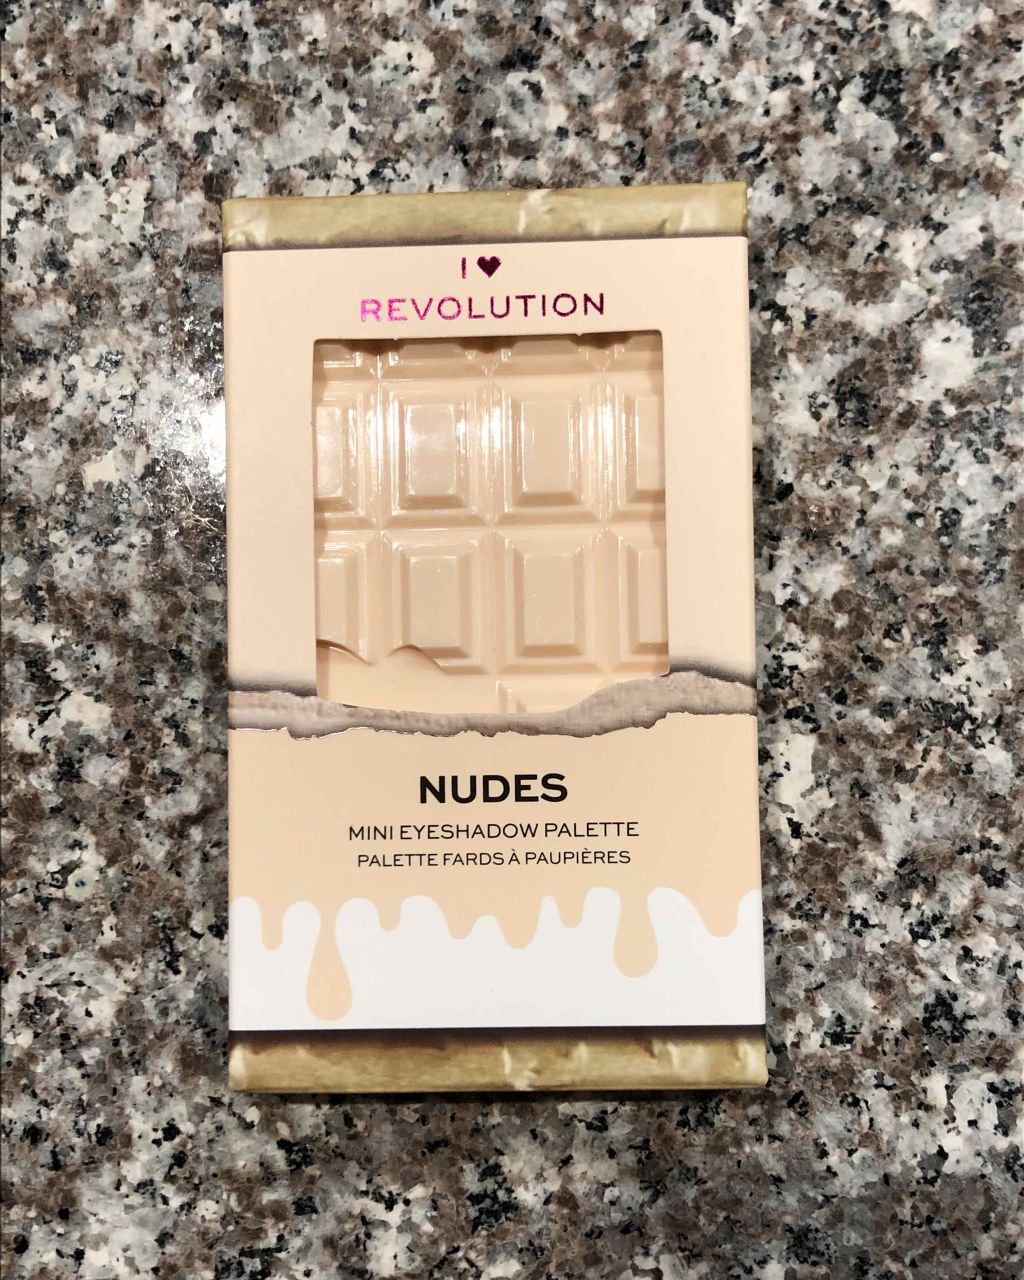 I ♥
REVOLUTION
NUDES
MINI EYESHADOW PALETTE
PALETTE FARDS À PAUPIÈRES